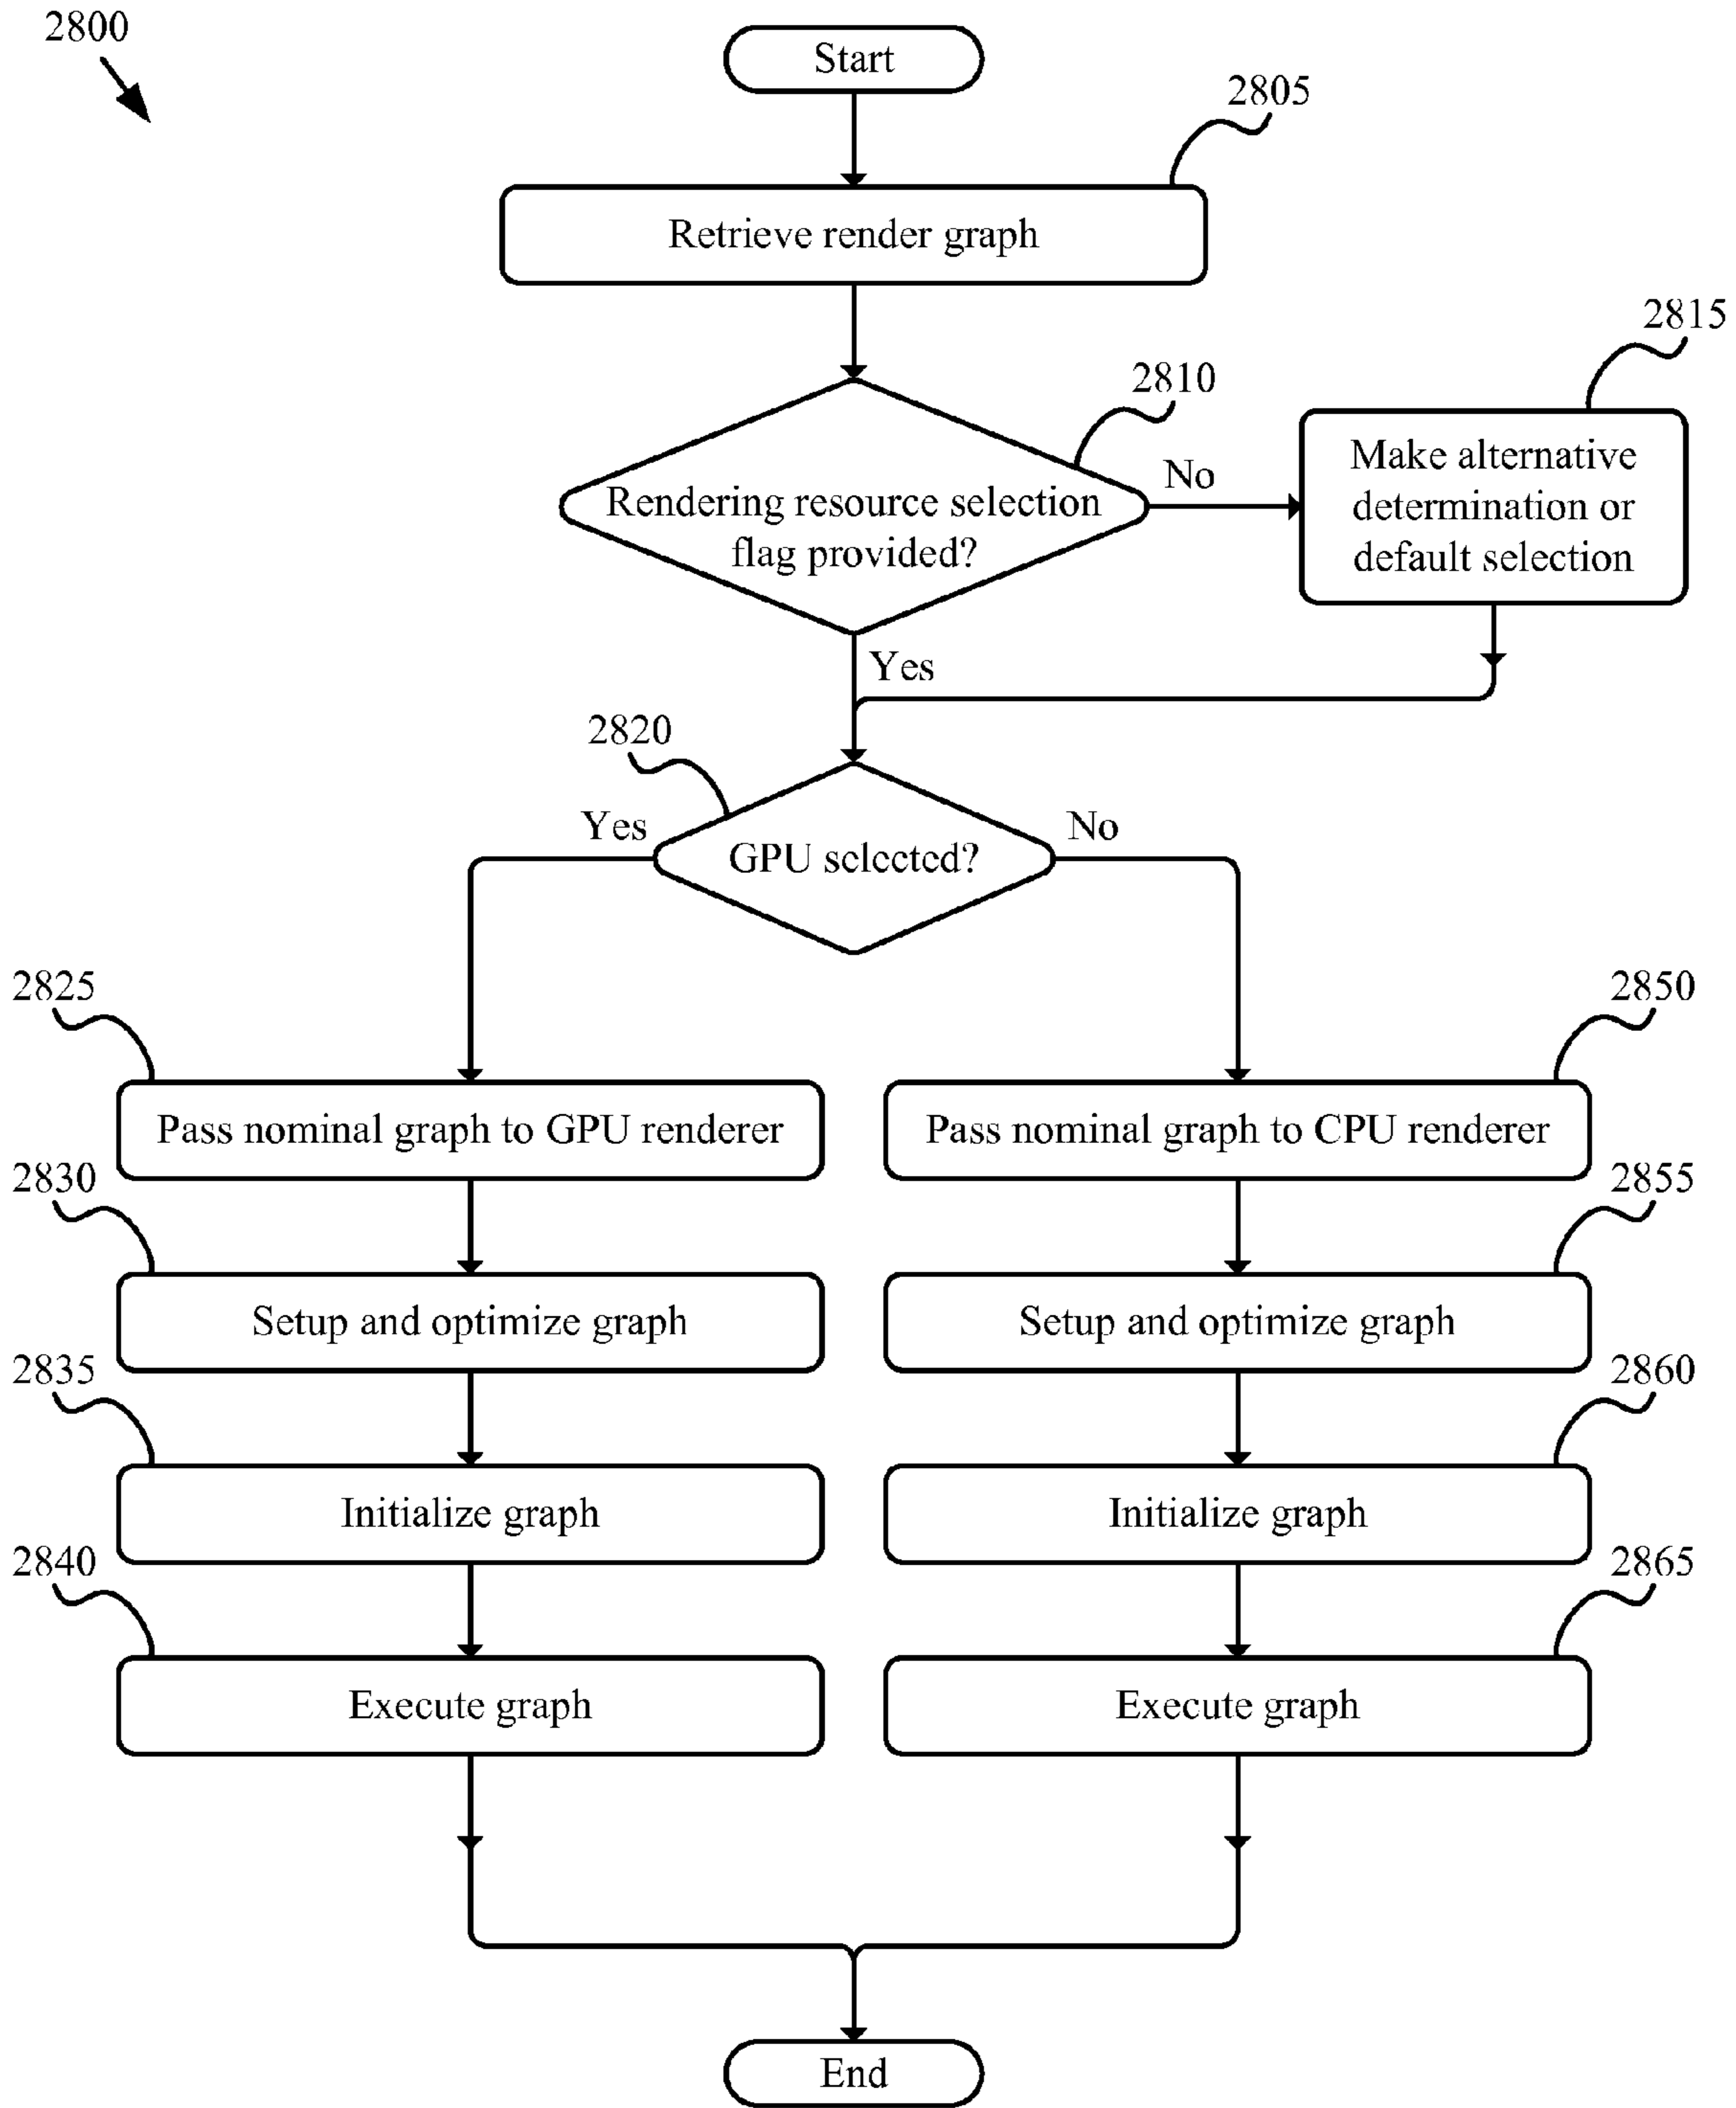 2800
Start
2805
Retrieve render graph
2815
2810
Make alternative
determination or
default selection
No
Rendering resource selection
flag provided?
Yes
2820
Yes
No
GPU selected?
2825
2850
Pass nominal graph to GPU renderer
Pass nominal graph to CPU renderer
2830
2855
Setup and optimize graph
Setup and optimize graph
2835
2860
Initialize graph
Initialize graph
2840
2865
Execute graph
Execute graph
End